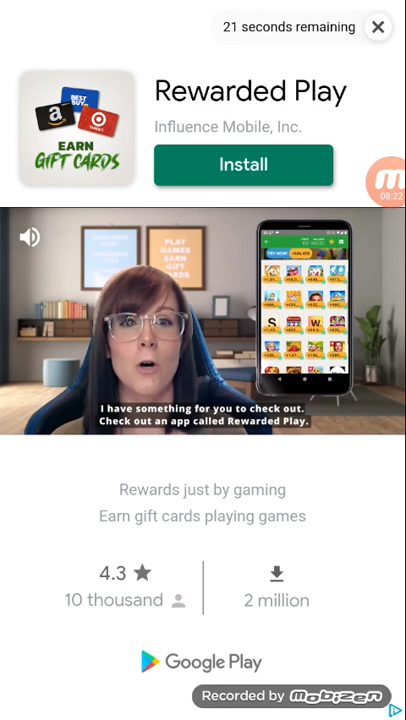 21 seconds remaining
Rewarded Play
BEST BUY
a
TARGET
EARN
GIFT CARDS
Influence Mobile, Inc.
Install
08:22
PLAY
GAMES
EARN
GIFT
CARDS
TRY NOW!
I have something for you to check out.
Check out an app called Rewarded Play.
Rewards just by gaming
Earn gift cards playing games
4.3
10 thousand
2 million
Google Play
Recorded by mobizen